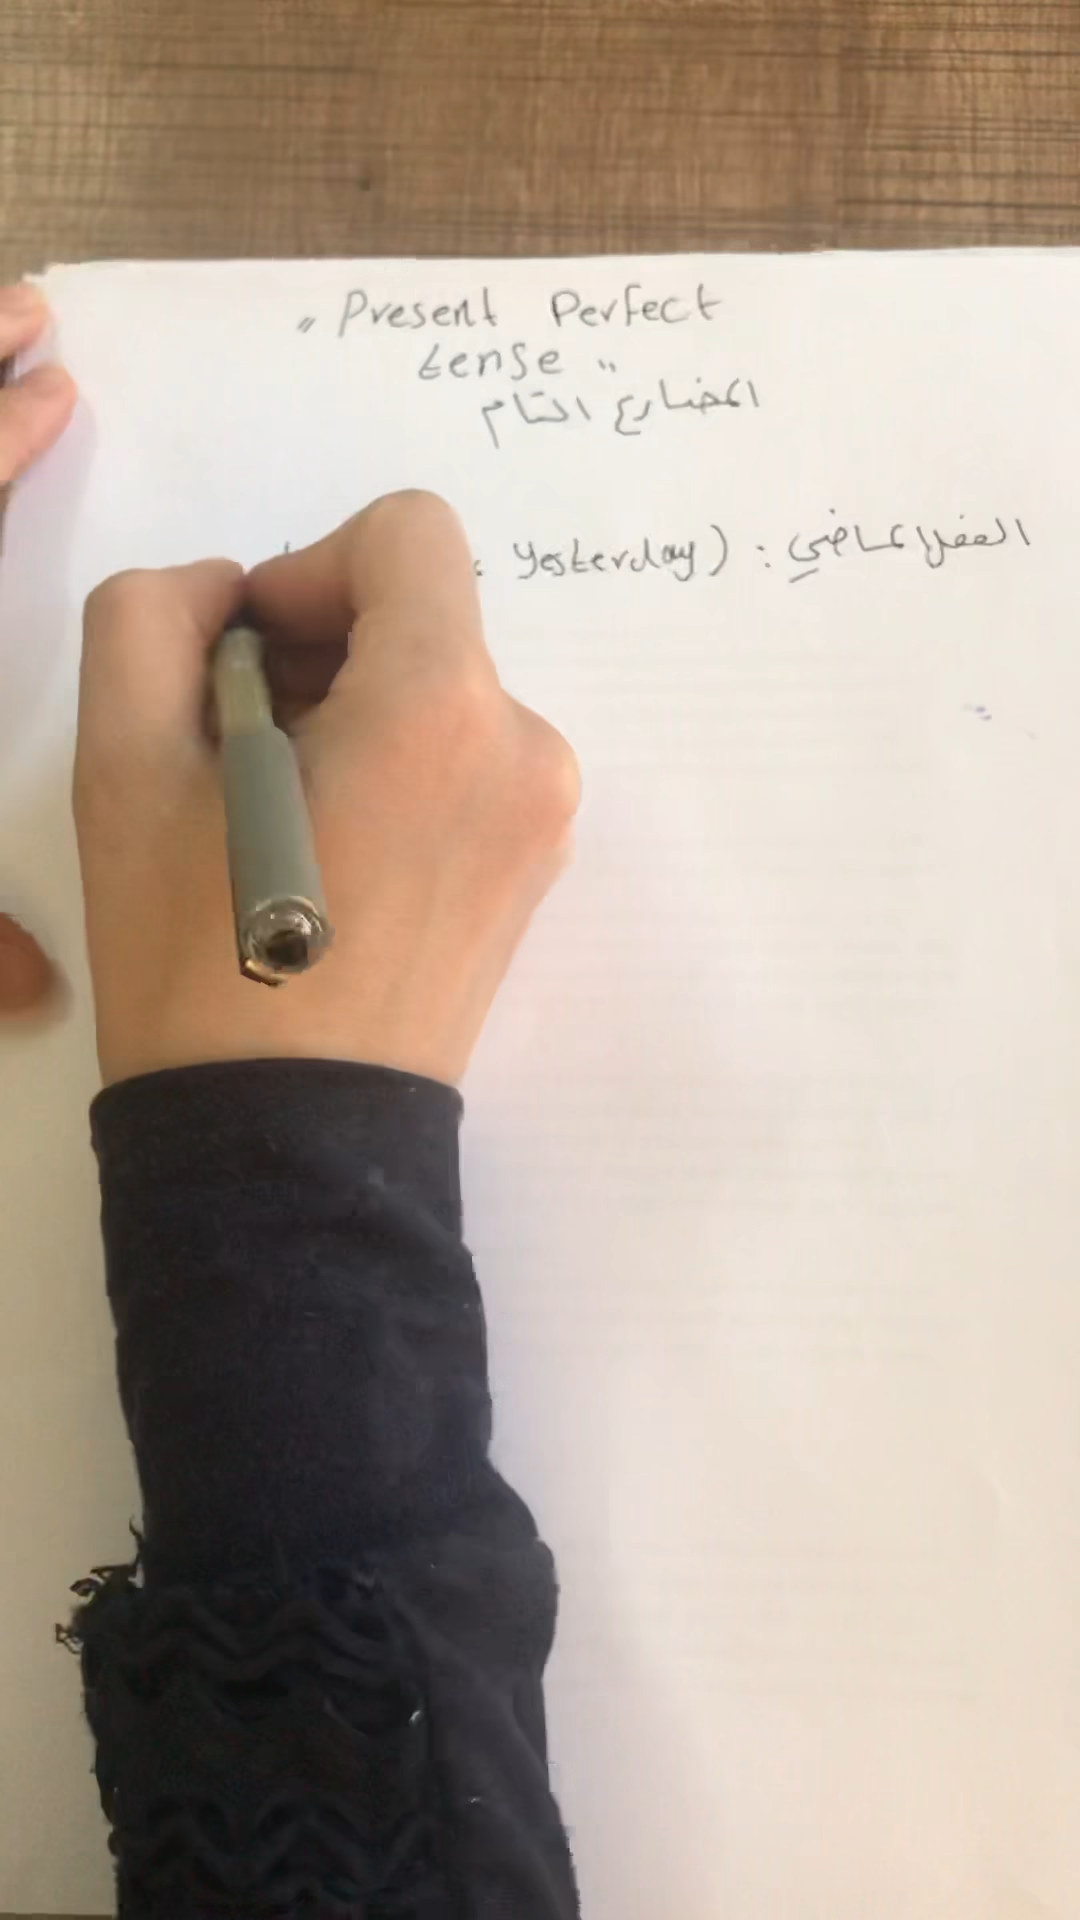 " Present Perfect
tense "
المضارع التام
الفعل الماضي : (yesterday